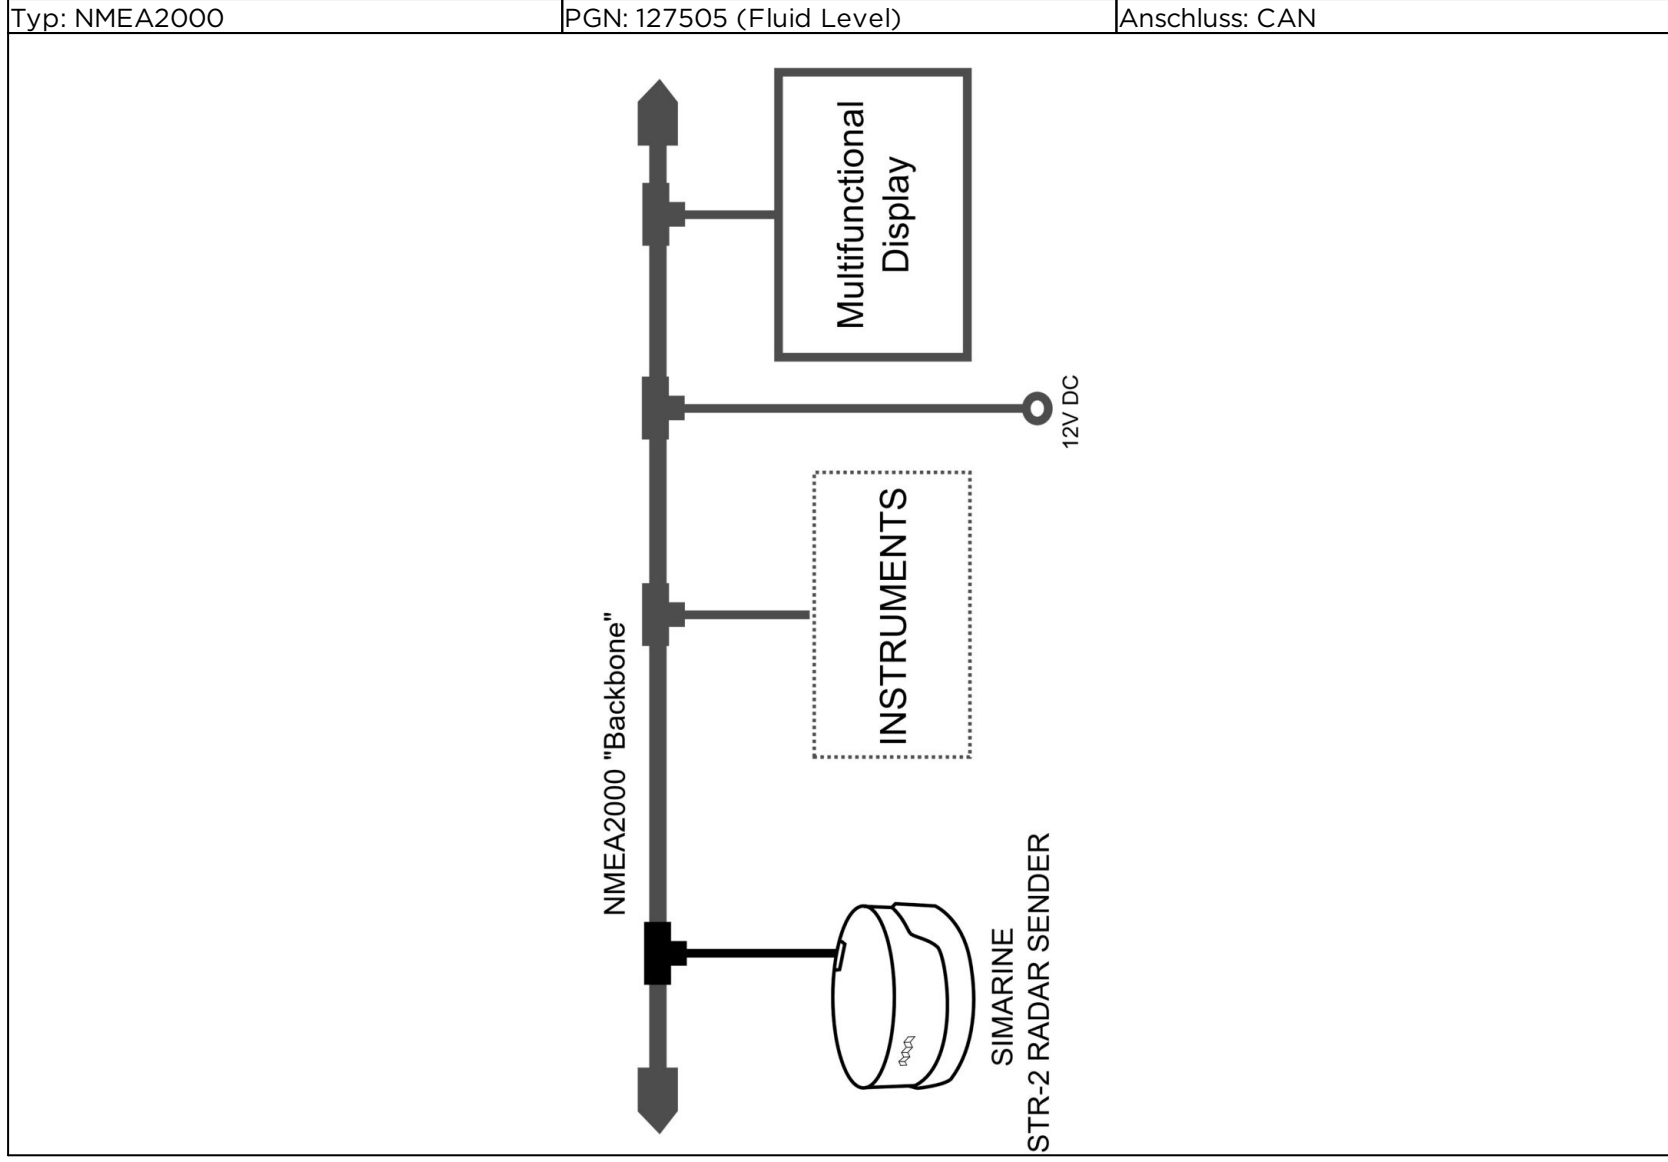 Typ: NMEA2000
PGN: 127505 (Fluid Level)
Anschluss: CAN
Multifunctional
Display
12V DC
INSTRUMENTS
NMEA2000 "Backbone"
SIMARINE
STR-2 RADAR SENDER